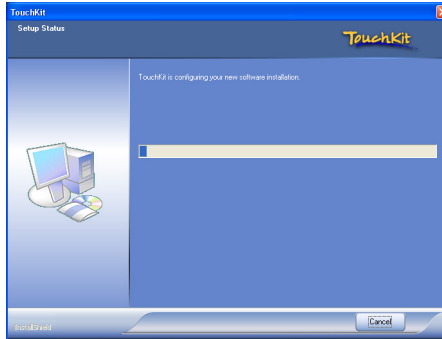 TouchKit
Setup Status
TouchKit
TouchKit is configuring your new software installation.
InstallShield
Cancel